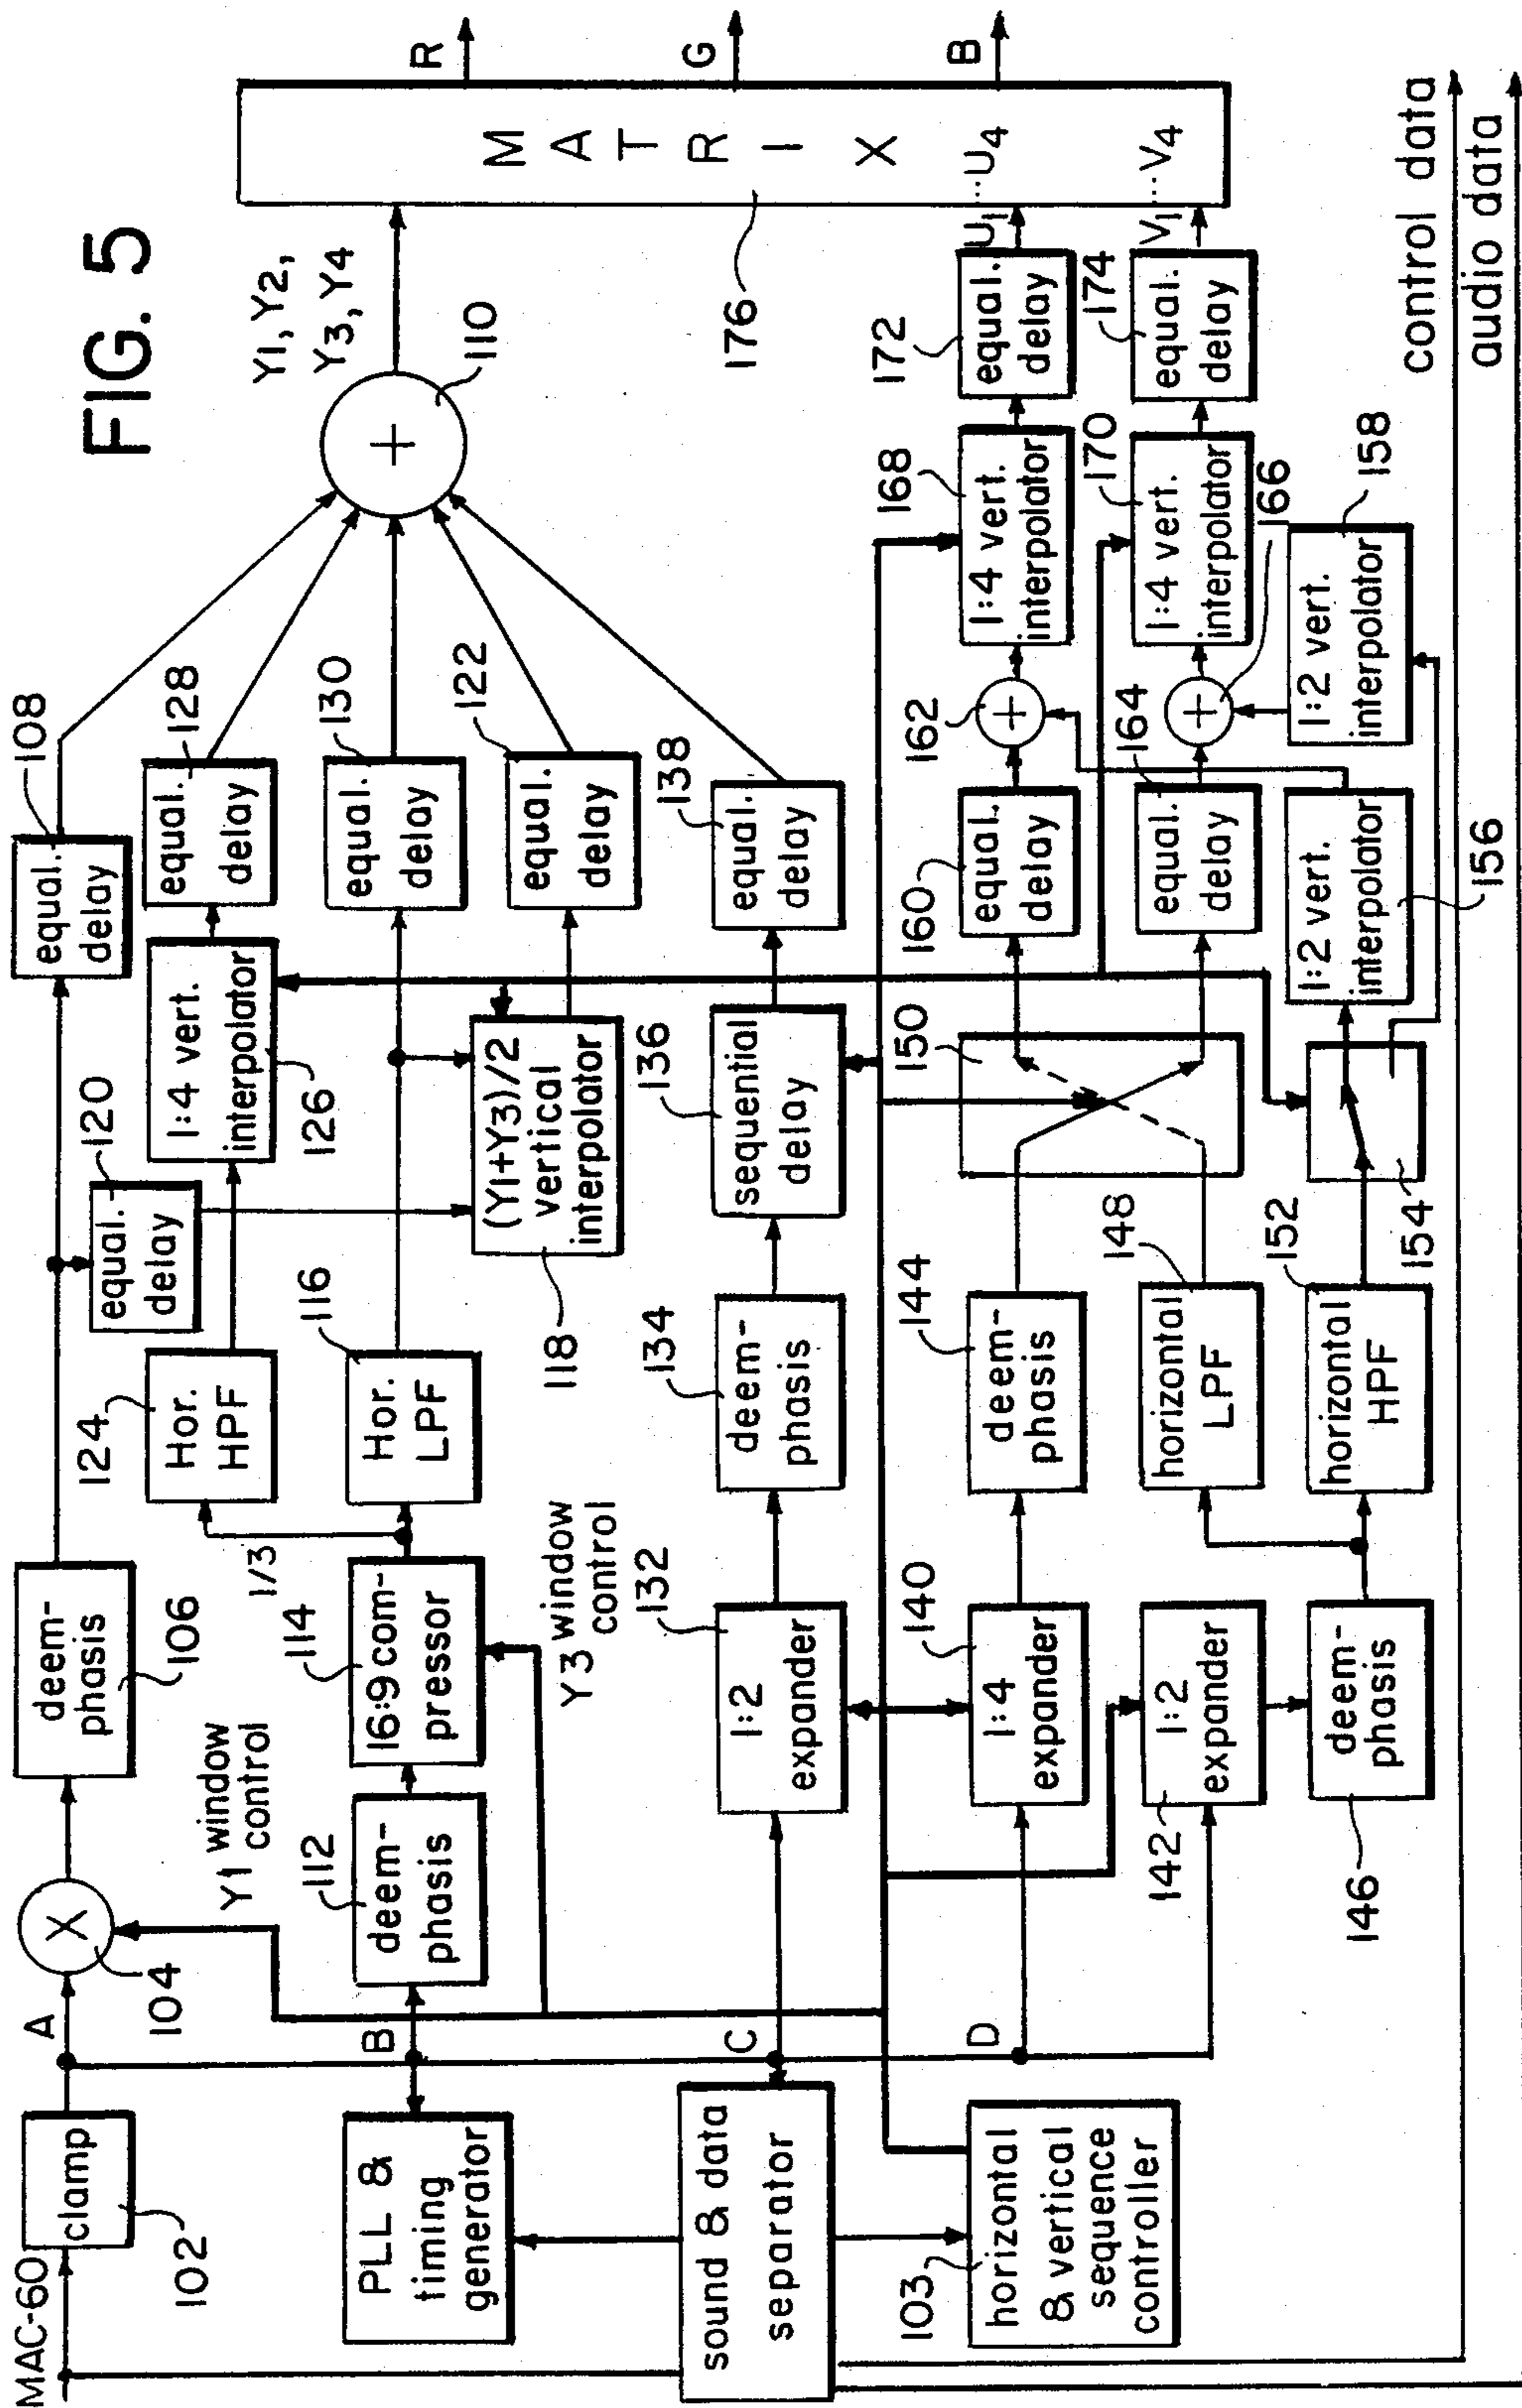 FIG. 5
MAC-60
clamp
102
A
104
Y1 window
control
deem-
phasis
106
equal.
delay
120
equal.
delay
108
Y1, Y2,
Y3, Y4
110
+
X
1/3
Hor.
HPF
124
1:4 vert.
interpolator
126
equal.
delay
128
PLL &
timing
generator
B
deem-
phasis
112
16:9 com-
pressor
114
Hor.
LPF
116
equal.
delay
130
(Y1+Y3)/2
vertical
interpolator
118
equal.
delay
122
Y3 window
control
sound & data
separator
C
1:2
expander
132
deem-
phasis
134
sequential
delay
136
equal.
delay
138
horizontal
& vertical
sequence
controller
103
D
1:4
expander
140
deem-
phasis
144
150
equal.
delay
160
+
162
1:4 vert.
interpolator
168
equal.
delay
172
U1 ...U4
1:2
expander
142
horizontal
LPF
148
equal.
delay
164
+
166
1:4 vert.
interpolator
170
equal.
delay
174
V1 ...V4
deem-
phasis
146
horizontal
HPF
152
154
1:2 vert.
interpolator
156
1:2 vert.
interpolator
158
MATRIX
176
R
G
B
control data
audio data